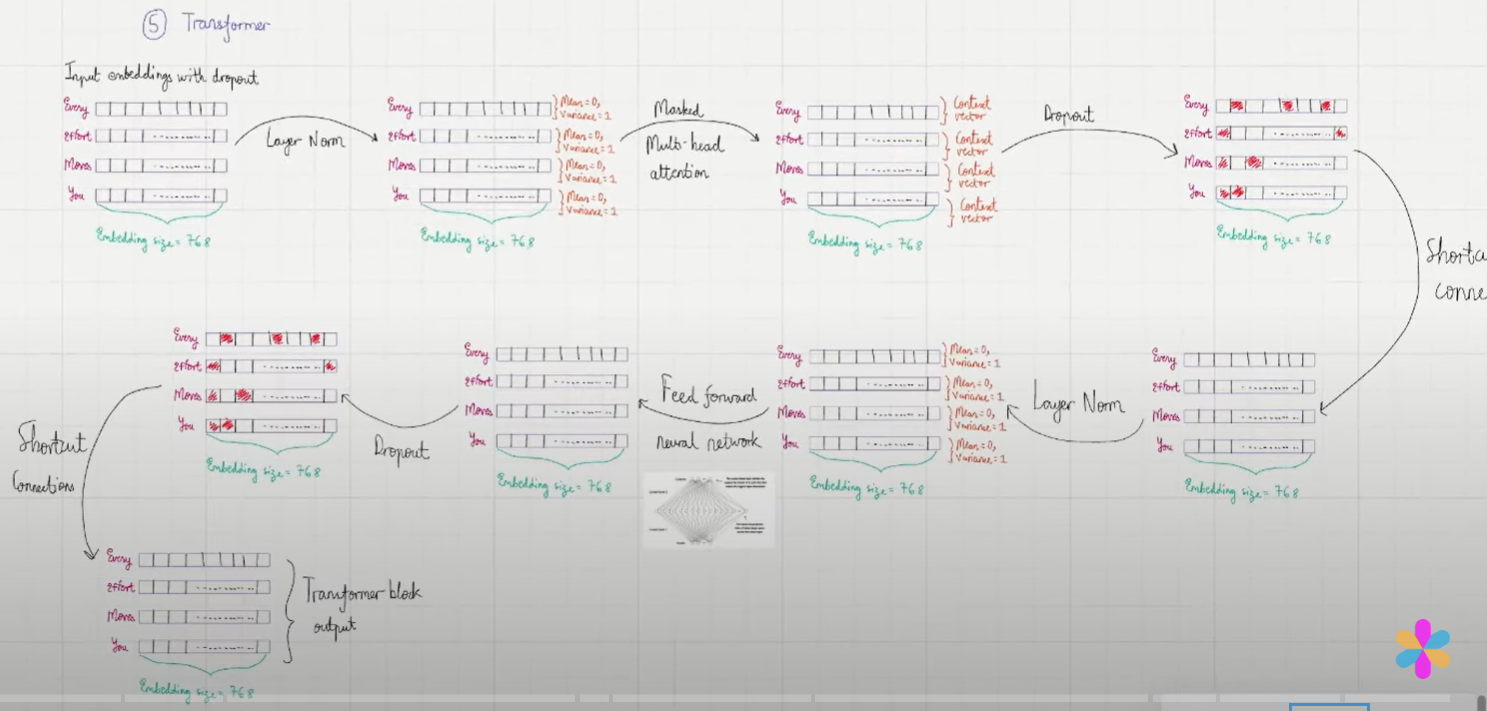 5 Transformer
Input embeddings with dropout
Every
Effort
Moves
You
Embedding size = 768
Layer Norm
Every
Effort
Moves
You
Mean = 0,
Variance = 1
Mean = 0,
Variance = 1
Mean = 0,
Variance = 1
Mean = 0,
Variance = 1
Embedding size = 768
Masked
Multi-head
attention
Every
Effort
Moves
You
Context
vector
Context
vector
Context
vector
Context
vector
Embedding size = 768
Dropout
Every
Effort
Moves
You
Embedding size = 768
Shortc
conne
Every
Effort
Moves
You
Embedding size = 768
Layer Norm
Every
Effort
Moves
You
Mean = 0,
Variance = 1
Mean = 0,
Variance = 1
Mean = 0,
Variance = 1
Mean = 0,
Variance = 1
Embedding size = 768
Feed forward
neural network
Every
Effort
Moves
You
Embedding size = 768
Dropout
Every
Effort
Moves
You
Embedding size = 768
Shortcut
Connections
Every
Effort
Moves
You
Embedding size = 768
Transformer block
output